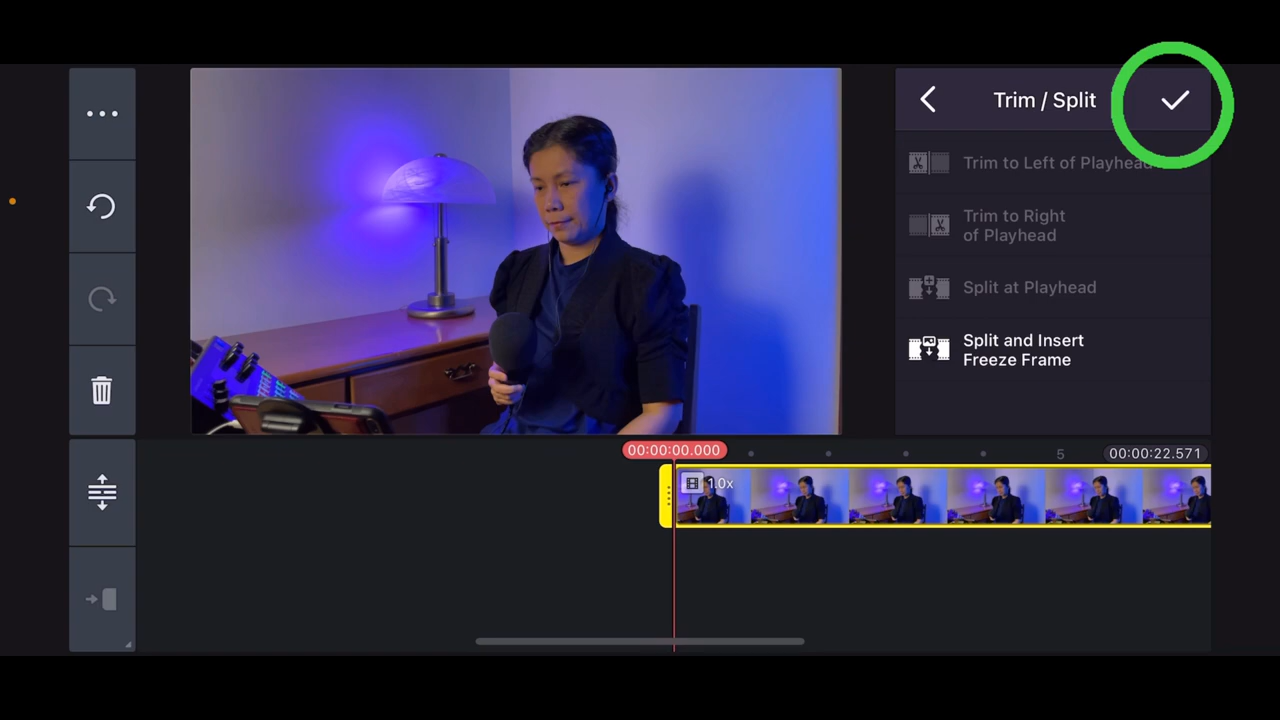 Trim / Split
Trim to Left of Playhead
Trim to Right
of Playhead
Split at Playhead
Split and Insert
Freeze Frame
00:00:00.000
5
00:00:22.571
1.0x